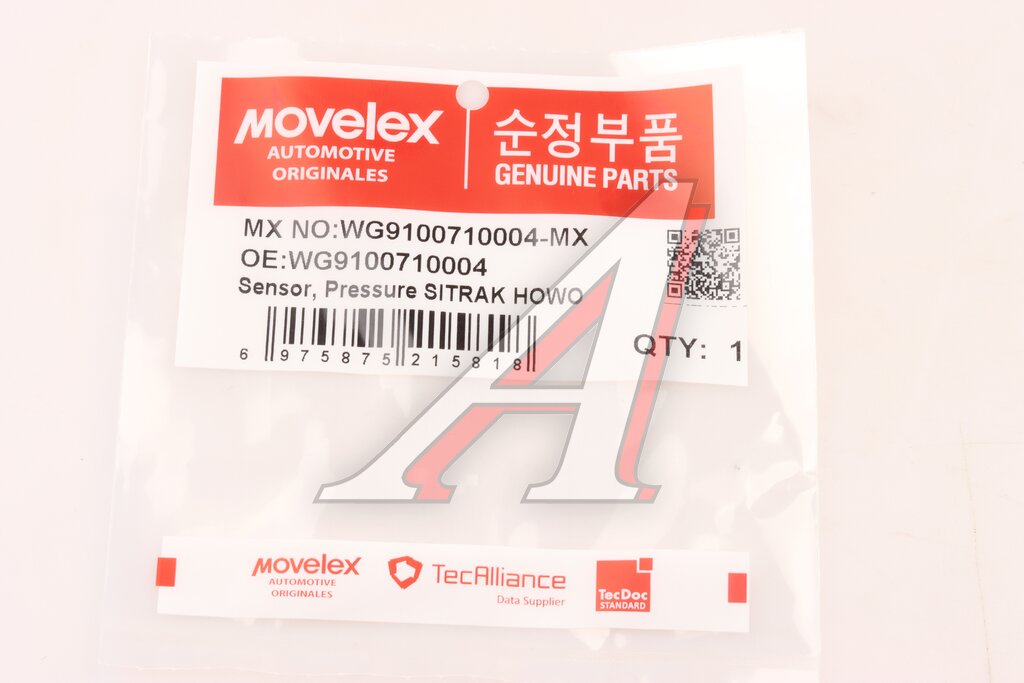 MOVELEX
AUTOMOTIVE
ORIGINALES
순정부품
GENUINE PARTS
MX NO:WG9100710004-MX
OE:WG9100710004
Sensor, Pressure SITRAK HOWO
6 975875 215818
QTY: 1
MOVELEX
AUTOMOTIVE
ORIGINALES
TecAlliance
Data Supplier
TecDoc
STANDARD